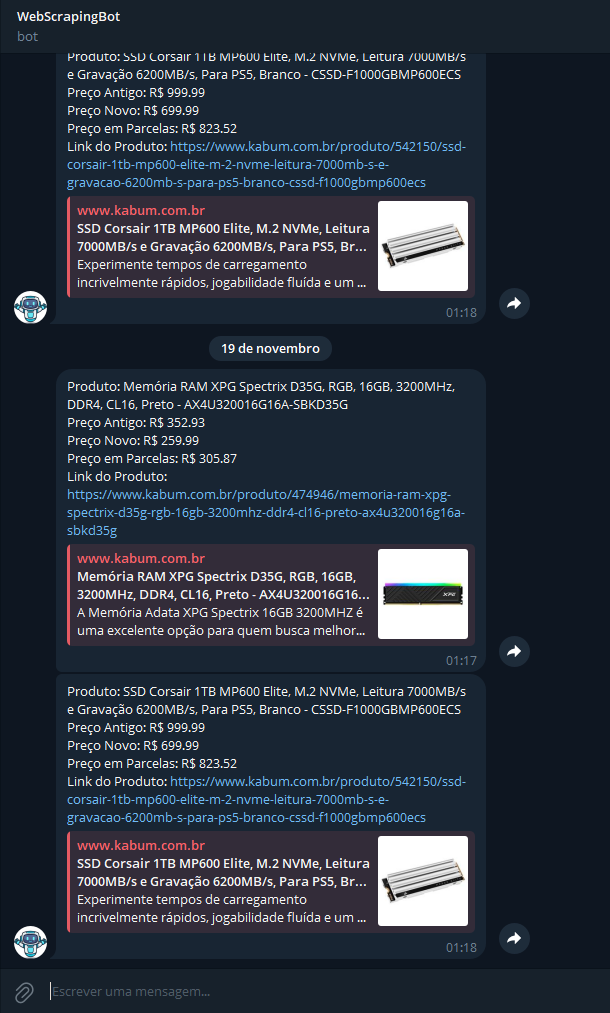 WebScrapingBot
bot
Produto: SSD Corsair 1TB MP600 Elite, M.2 NVMe, Leitura 7000MB/s
e Gravação 6200MB/s, Para PS5, Branco - CSSD-F1000GBMP600ECS
Preço Antigo: R$ 999.99
Preço Novo: R$ 699.99
Preço em Parcelas: R$ 823.52
Link do Produto: https://www.kabum.com.br/produto/542150/ssd-
corsair-1tb-mp600-elite-m-2-nvme-leitura-7000mb-s-e-
gravacao-6200mb-s-para-ps5-branco-cssd-f1000gbmp600ecs
www.kabum.com.br
SSD Corsair 1TB MP600 Elite, M.2 NVMe, Leitura
7000MB/s e Gravação 6200MB/s, Para PS5, Br...
Experimente tempos de carregamento
incrivelmente rápidos, jogabilidade fluída e um ...
01:18
19 de novembro
Produto: Memória RAM XPG Spectrix D35G, RGB, 16GB, 3200MHz,
DDR4, CL16, Preto - AX4U320016G16A-SBKD35G
Preço Antigo: R$ 352.93
Preço Novo: R$ 259.99
Preço em Parcelas: R$ 305.87
Link do Produto:
https://www.kabum.com.br/produto/474946/memoria-ram-xpg-
spectrix-d35g-rgb-16gb-3200mhz-ddr4-cl16-preto-ax4u320016g16a-
sbkd35g
www.kabum.com.br
Memória RAM XPG Spectrix D35G, RGB, 16GB,
3200MHz, DDR4, CL16, Preto - AX4U320016G16...
A Memória Adata XPG Spectrix 16GB 3200MHZ é
uma excelente opção para quem busca melhor...
XPG
01:17
Produto: SSD Corsair 1TB MP600 Elite, M.2 NVMe, Leitura 7000MB/s
e Gravação 6200MB/s, Para PS5, Branco - CSSD-F1000GBMP600ECS
Preço Antigo: R$ 999.99
Preço Novo: R$ 699.99
Preço em Parcelas: R$ 823.52
Link do Produto: https://www.kabum.com.br/produto/542150/ssd-
corsair-1tb-mp600-elite-m-2-nvme-leitura-7000mb-s-e-
gravacao-6200mb-s-para-ps5-branco-cssd-f1000gbmp600ecs
www.kabum.com.br
SSD Corsair 1TB MP600 Elite, M.2 NVMe, Leitura
7000MB/s e Gravação 6200MB/s, Para PS5, Br...
Experimente tempos de carregamento
incrivelmente rápidos, jogabilidade fluída e um ...
01:18
Escrever uma mensagem...